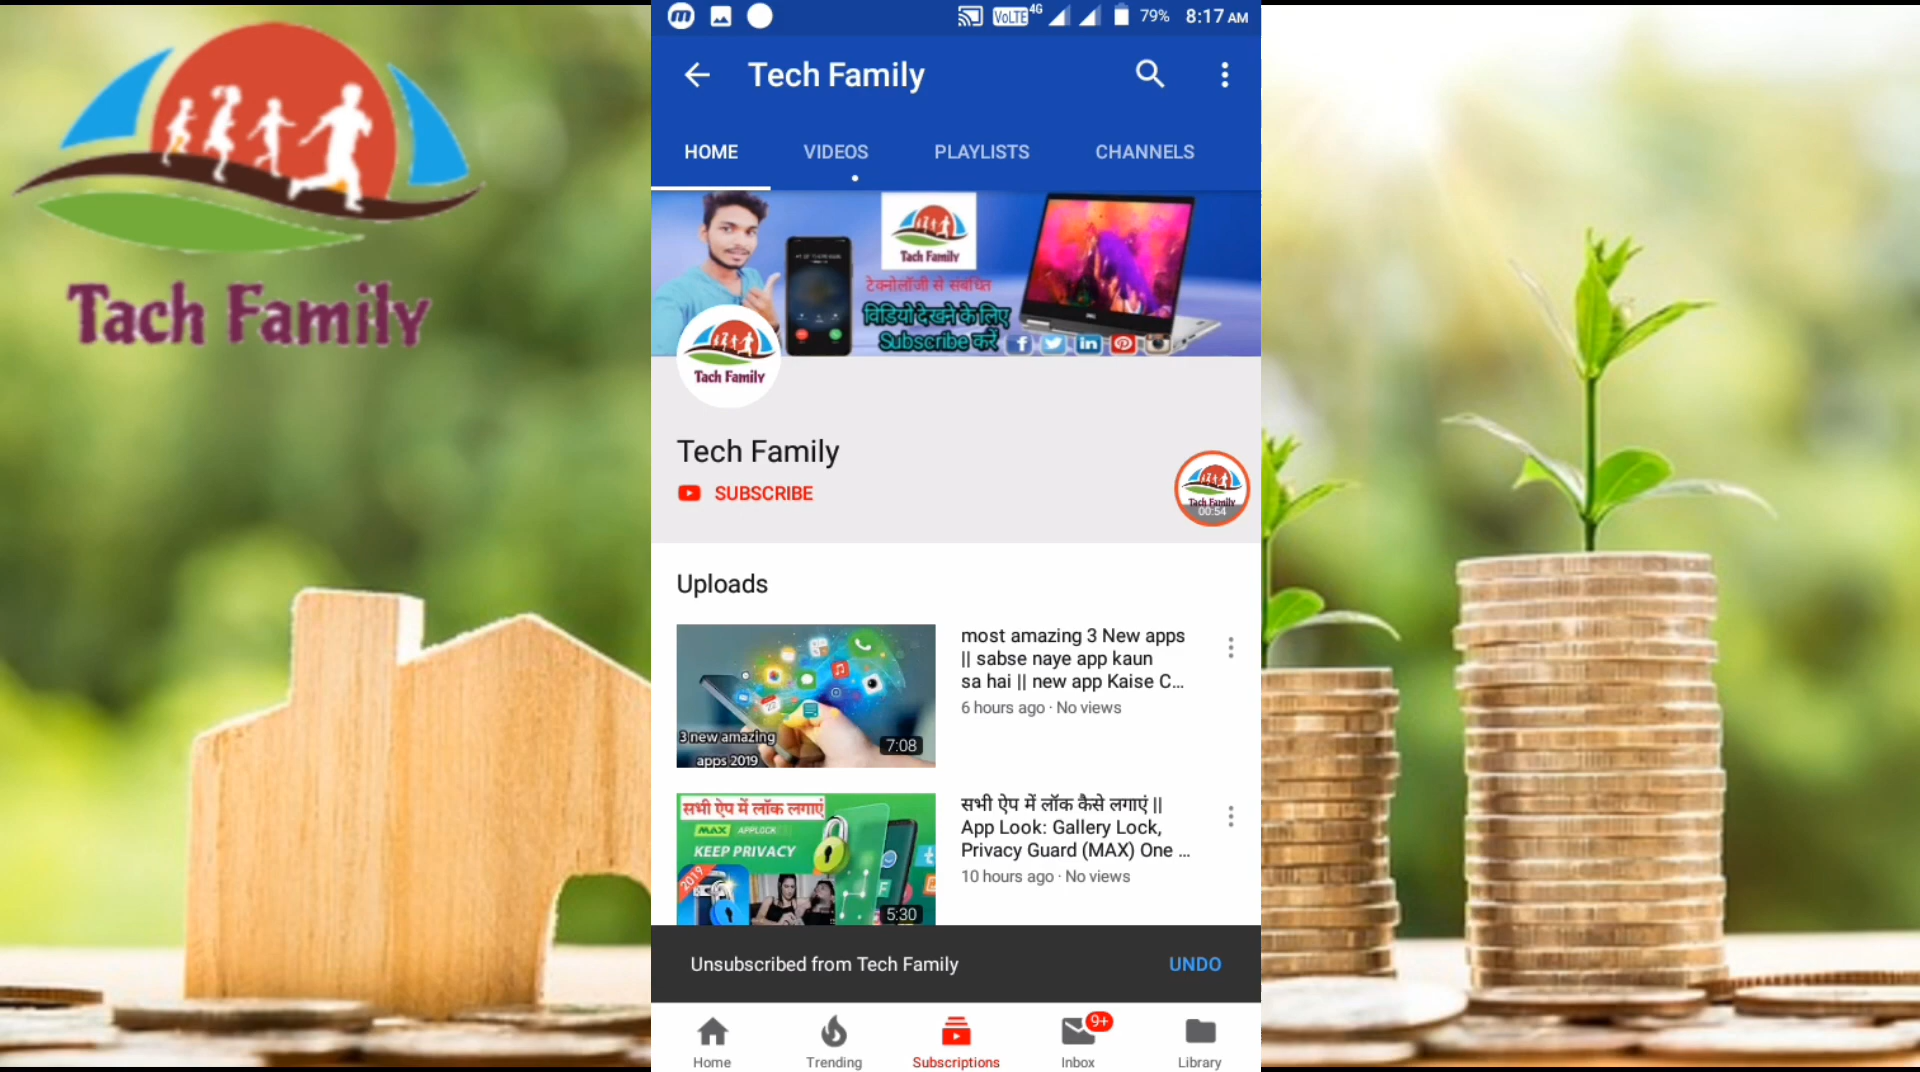 Tach Family
VoLTE 4G 79% 8:17 AM
Tech Family
HOME VIDEOS PLAYLISTS CHANNELS
Tach Family
टेक्नोलॉजी से संबंधित
विडियो देखने के लिए
Subscribe करें
Tach Family
Tech Family
SUBSCRIBE
Tach Family
00:54
Uploads
3 new amazing
apps 2019
7:08
most amazing 3 New apps
|| sabse naye app kaun
sa hai || new app Kaise C...
6 hours ago · No views
सभी ऐप में लॉक लगाएं
MAX APPLOCK
KEEP PRIVACY
2019
5:30
सभी ऐप में लॉक कैसे लगाएं ||
App Look: Gallery Lock,
Privacy Guard (MAX) One ...
10 hours ago · No views
Unsubscribed from Tech Family UNDO
9+
Home Trending Subscriptions Inbox Library